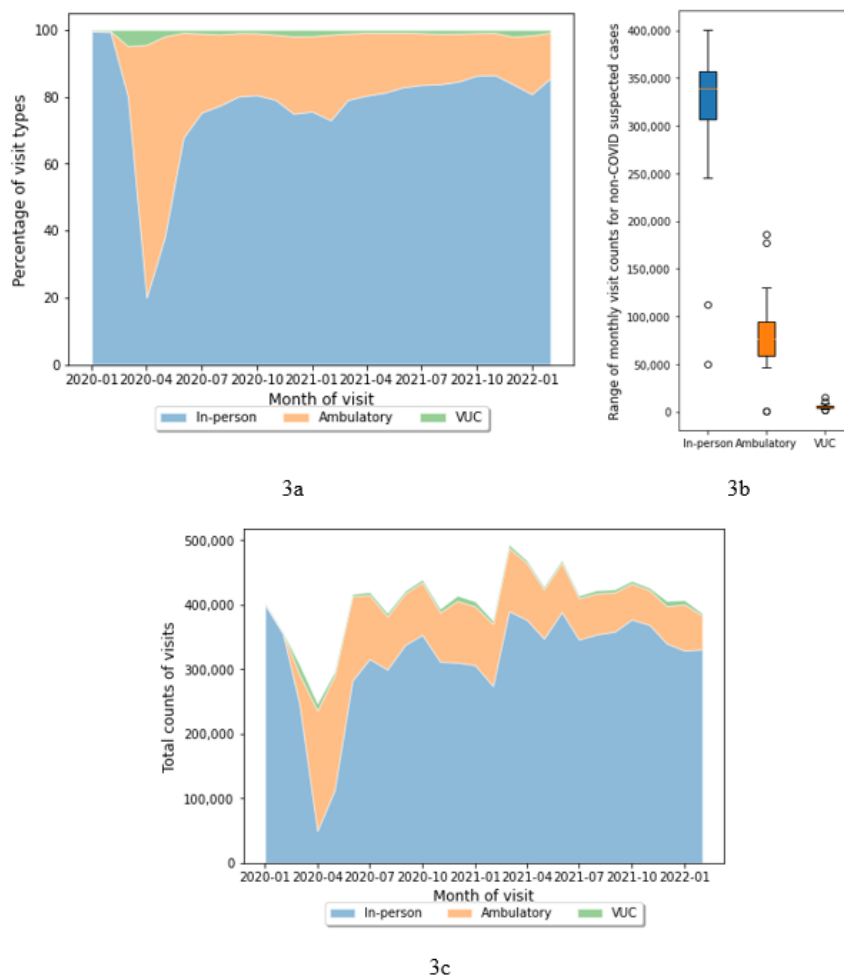 100
80
60
40
20
0
Percentage of visit types
2020-01 2020-04 2020-07 2020-10 2021-01 2021-04 2021-07 2021-10 2022-01
Month of visit
In-person Ambulatory VUC
3a
400,000
350,000
300,000
250,000
200,000
150,000
100,000
50,000
0
Range of monthly visit counts for non-COVID suspected cases
In-person Ambulatory VUC
3b
500,000
400,000
300,000
200,000
100,000
0
Total counts of visits
2020-01 2020-04 2020-07 2020-10 2021-01 2021-04 2021-07 2021-10 2022-01
Month of visit
In-person Ambulatory VUC
3c